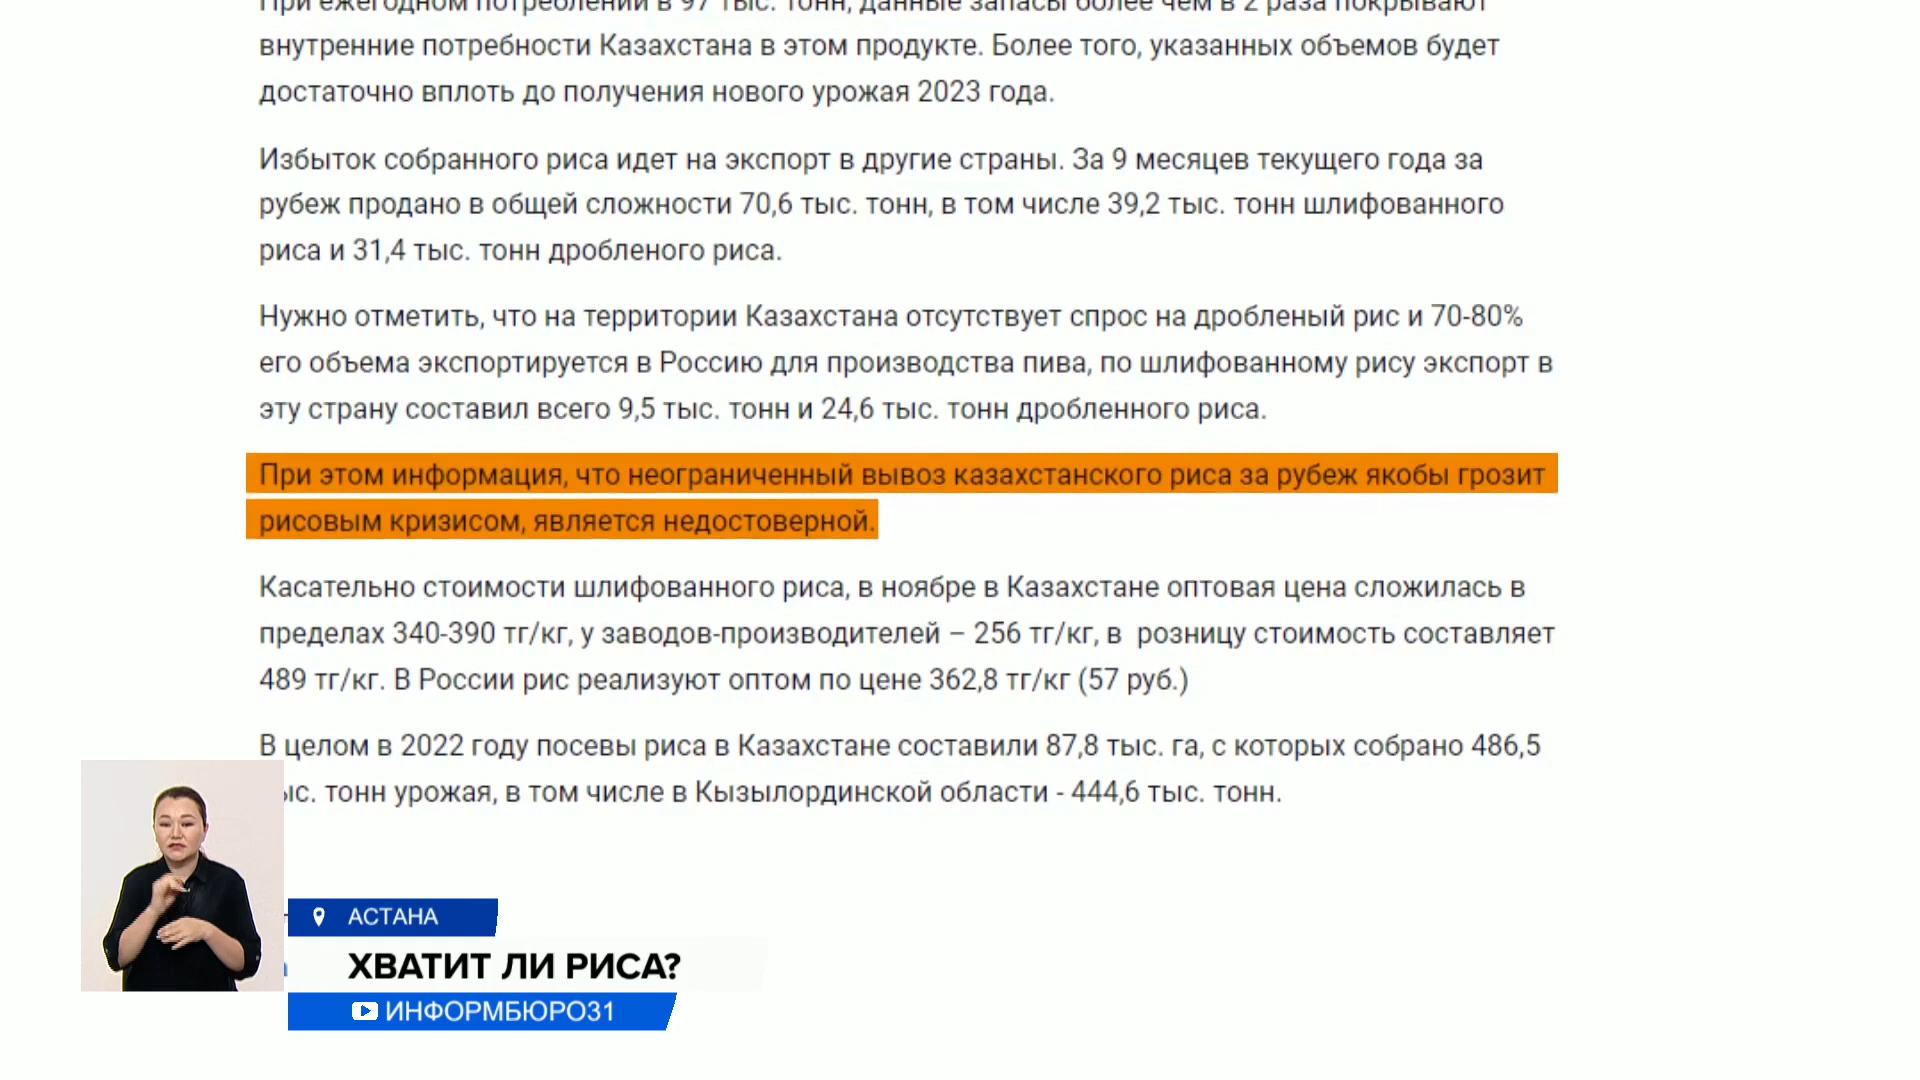 При ежегодном потреблении в 97 тыс. тонн, данные запасы более чем в 2 раза покрывают
внутренние потребности Казахстана в этом продукте. Более того, указанных объемов будет
достаточно вплоть до получения нового урожая 2023 года.
Избыток собранного риса идет на экспорт в другие страны. За 9 месяцев текущего года за
рубеж продано в общей сложности 70,6 тыс. тонн, в том числе 39,2 тыс. тонн шлифованного
риса и 31,4 тыс. тонн дробленого риса.
Нужно отметить, что на территории Казахстана отсутствует спрос на дробленый рис и 70-80%
его объема экспортируется в Россию для производства пива, по шлифованному рису экспорт в
эту страну составил всего 9,5 тыс. тонн и 24,6 тыс. тонн дробленного риса.
При этом информация, что неограниченный вывоз казахстанского риса за рубеж якобы грозит
рисовым кризисом, является недостоверной.
Касательно стоимости шлифованного риса, в ноябре в Казахстане оптовая цена сложилась в
пределах 340-390 тг/кг, у заводов-производителей – 256 тг/кг, в розницу стоимость составляет
489 тг/кг. В России рис реализуют оптом по цене 362,8 тг/кг (57 руб.)
В целом в 2022 году посевы риса в Казахстане составили 87,8 тыс. га, с которых собрано 486,5
ыс. тонн урожая, в том числе в Кызылординской области - 444,6 тыс. тонн.
АСТАНА
ХВАТИТ ЛИ РИСА?
ИНФОРМБЮРО31